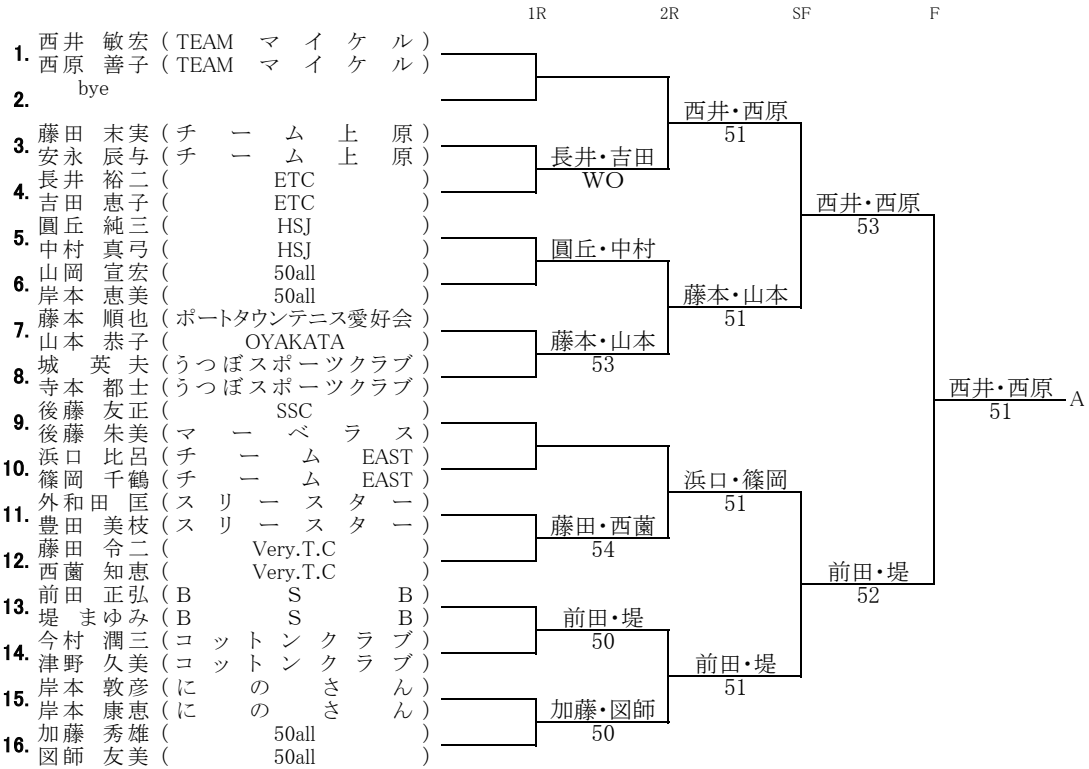 1R 2R SF F
1. 西井 敏宏 ( TEAM マイケル )
西原 善子 ( TEAM マイケル )
2. bye
3. 藤田 末実 ( チーム上原 )
安永 辰与 ( チーム上原 )
4. 長井 裕二 ( ETC )
吉田 恵子 ( ETC )
5. 圓丘 純三 ( HSJ )
中村 真弓 ( HSJ )
6. 山岡 宣宏 ( 50all )
岸本 恵美 ( 50all )
7. 藤本 順也 ( ポートタウンテニス愛好会 )
山本 恭子 ( OYAKATA )
8. 城 英夫 ( うつぼスポーツクラブ )
寺本 都士 ( うつぼスポーツクラブ )
9. 後藤 友正 ( SSC )
後藤 朱美 ( マーベラス )
10. 浜口 比呂 ( チーム EAST )
篠岡 千鶴 ( チーム EAST )
11. 外和田 匡 ( スリースター )
豊田 美枝 ( スリースター )
12. 藤田 令二 ( Very.T.C )
西薗 知恵 ( Very.T.C )
13. 前田 正弘 ( B S B )
堤 まゆみ ( B S B )
14. 今村 潤三 ( コットンクラブ )
津野 久美 ( コットンクラブ )
15. 岸本 敦彦 ( にのさん )
岸本 康恵 ( にのさん )
16. 加藤 秀雄 ( 50all )
図師 友美 ( 50all )
長井・吉田
WO
圓丘・中村
藤本・山本
53
藤田・西薗
54
前田・堤
50
加藤・図師
50
西井・西原
51
藤本・山本
51
浜口・篠岡
51
前田・堤
51
西井・西原
53
前田・堤
52
西井・西原
51
A